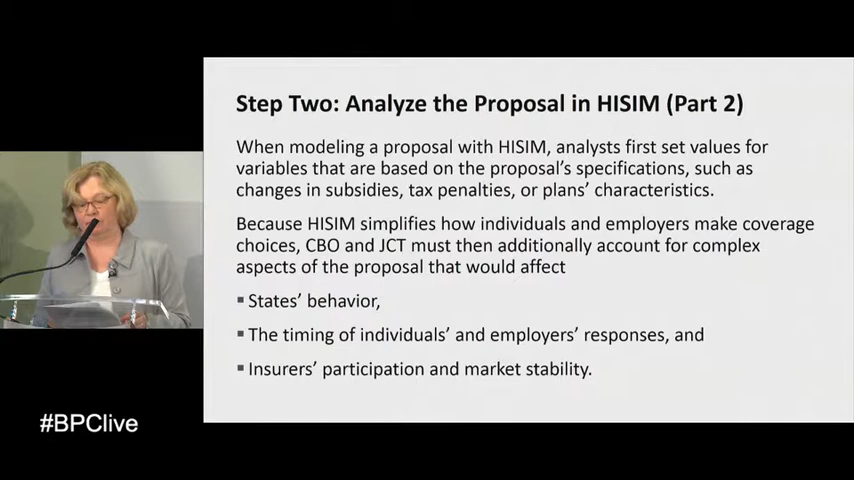 Step Two: Analyze the Proposal in HISIM (Part 2)
When modeling a proposal with HISIM, analysts first set values for
variables that are based on the proposal's specifications, such as
changes in subsidies, tax penalties, or plans' characteristics.
Because HISIM simplifies how individuals and employers make coverage
choices, CBO and JCT must then additionally account for complex
aspects of the proposal that would affect
▪ States' behavior,
▪ The timing of individuals' and employers' responses, and
▪ Insurers' participation and market stability.
#BPClive